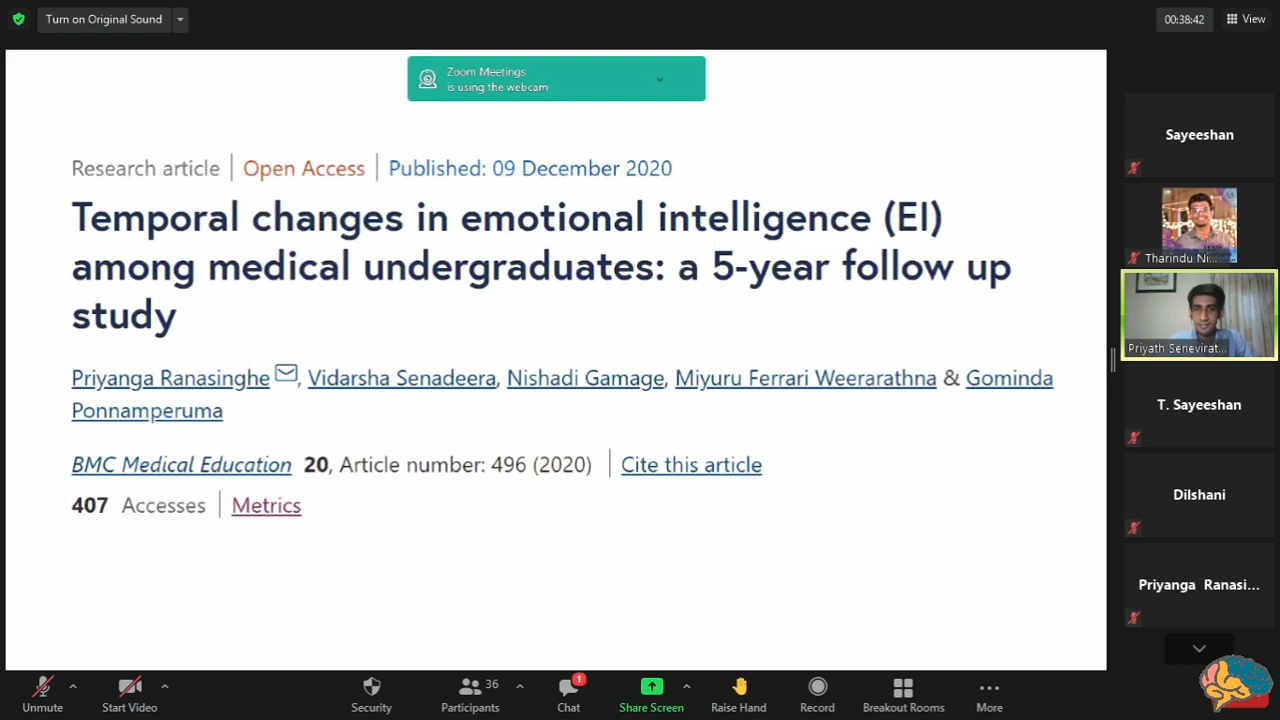 Turn on Original Sound
00:38:42
View
Zoom Meetings
is using the webcam
Research article | Open Access | Published: 09 December 2020
Temporal changes in emotional intelligence (EI)
among medical undergraduates: a 5-year follow up
study
Priyanga Ranasinghe, Vidarsha Senadeera, Nishadi Gamage, Miyuru Ferrari Weerarathna & Gominda
Ponnamperuma
BMC Medical Education 20, Article number: 496 (2020) | Cite this article
407 Accesses | Metrics
Sayeeshan
Tharindu Ni...
Priyath Senevirat...
T. Sayeeshan
Dilshani
Priyanga Ranasi...
Unmute
Start Video
Security
36
Participants
1
Chat
Share Screen
Raise Hand
Record
Breakout Rooms
More